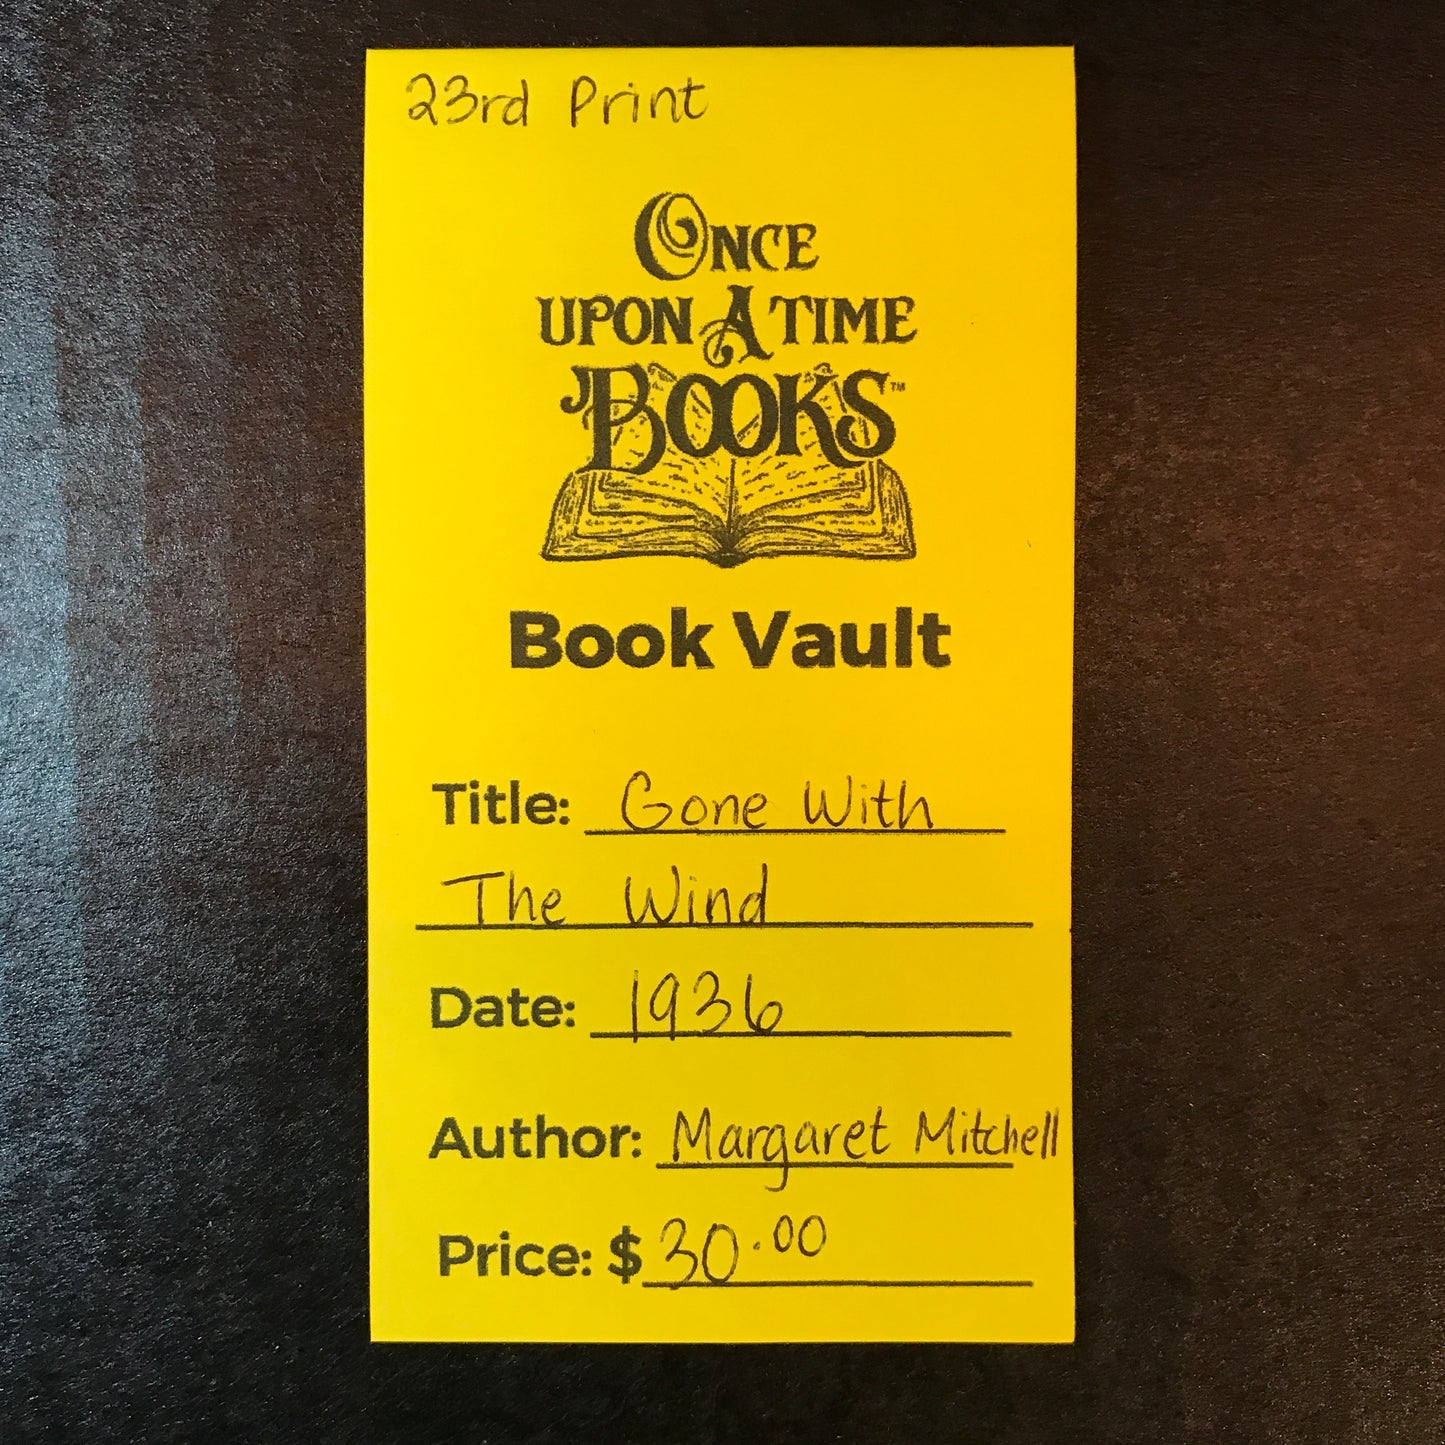 23rd Print
ONCE
UPON A TIME
BOOKS™
Book Vault
Title: Gone With
The Wind
Date: 1936
Author: Margaret Mitchell
Price: $30.00